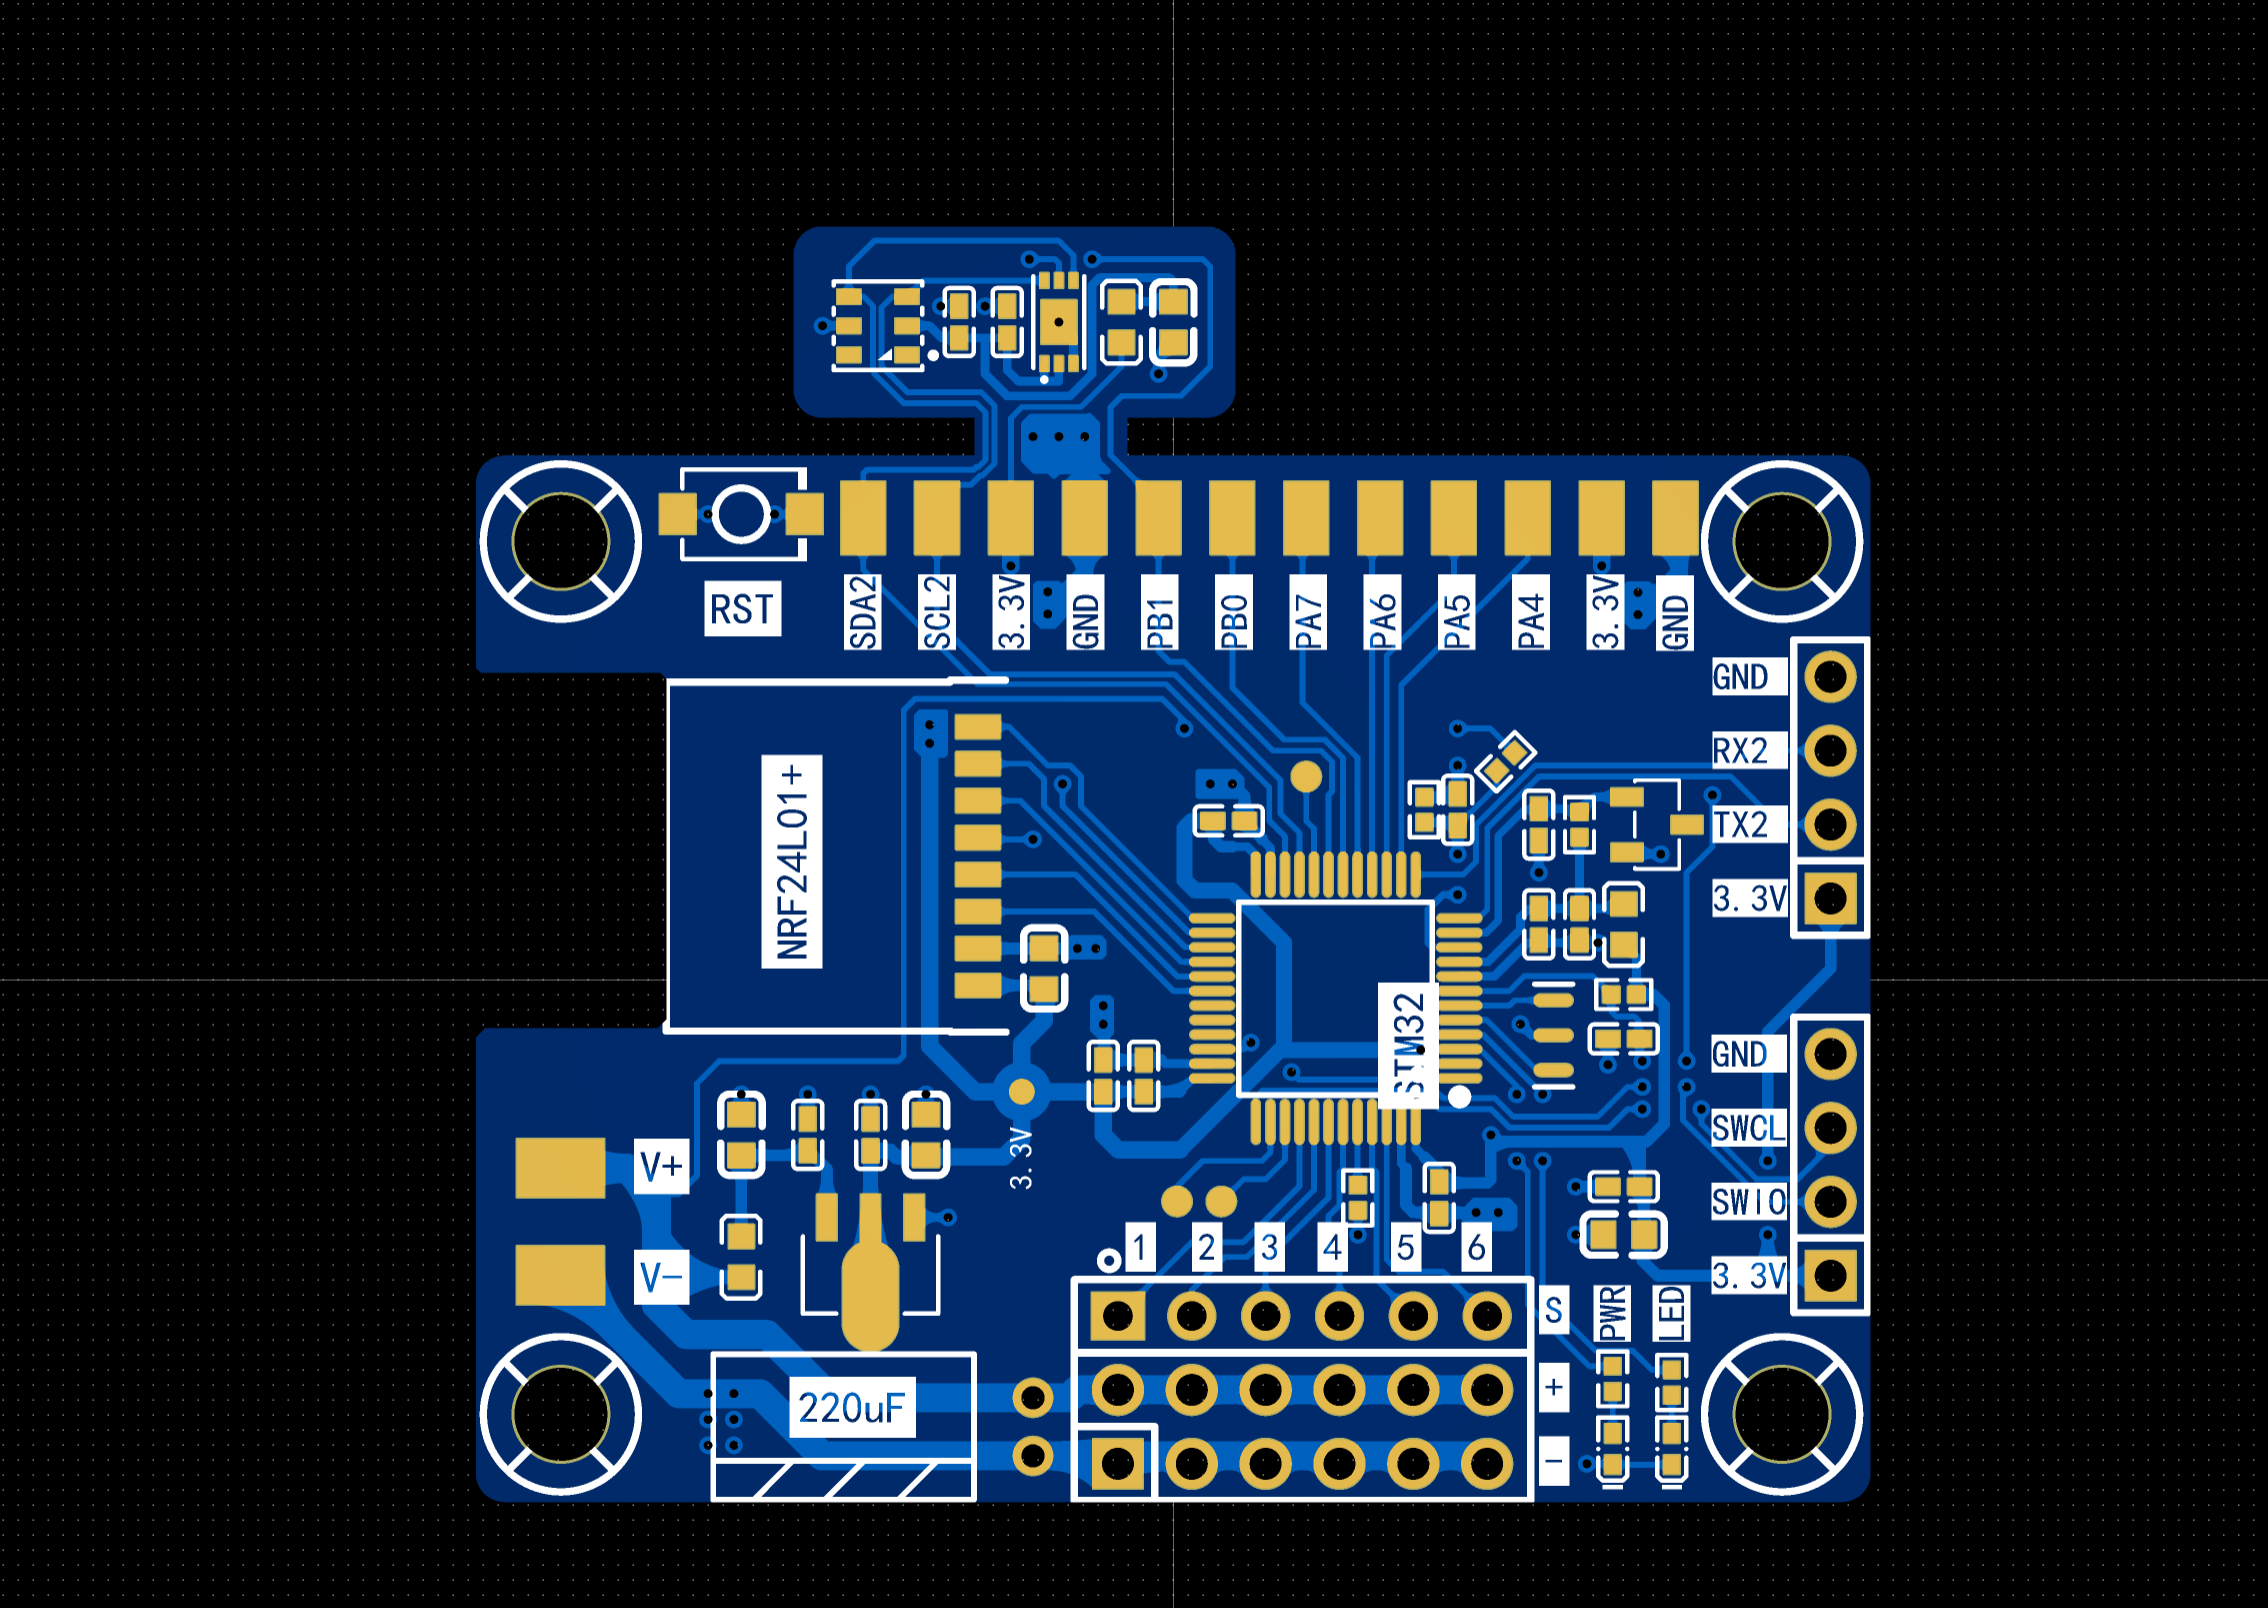 RST
SDA2
SCL2
3.3V
GND
PB1
PB0
PA7
PA6
PA5
PA4
3.3V
GND
GND
RX2
TX2
3.3V
NRF24L01+
STM32
GND
SWCL
SWIO
3.3V
V+
V-
3.3V
1 2 3 4 5 6
S
+
-
PWR
LED
220uF